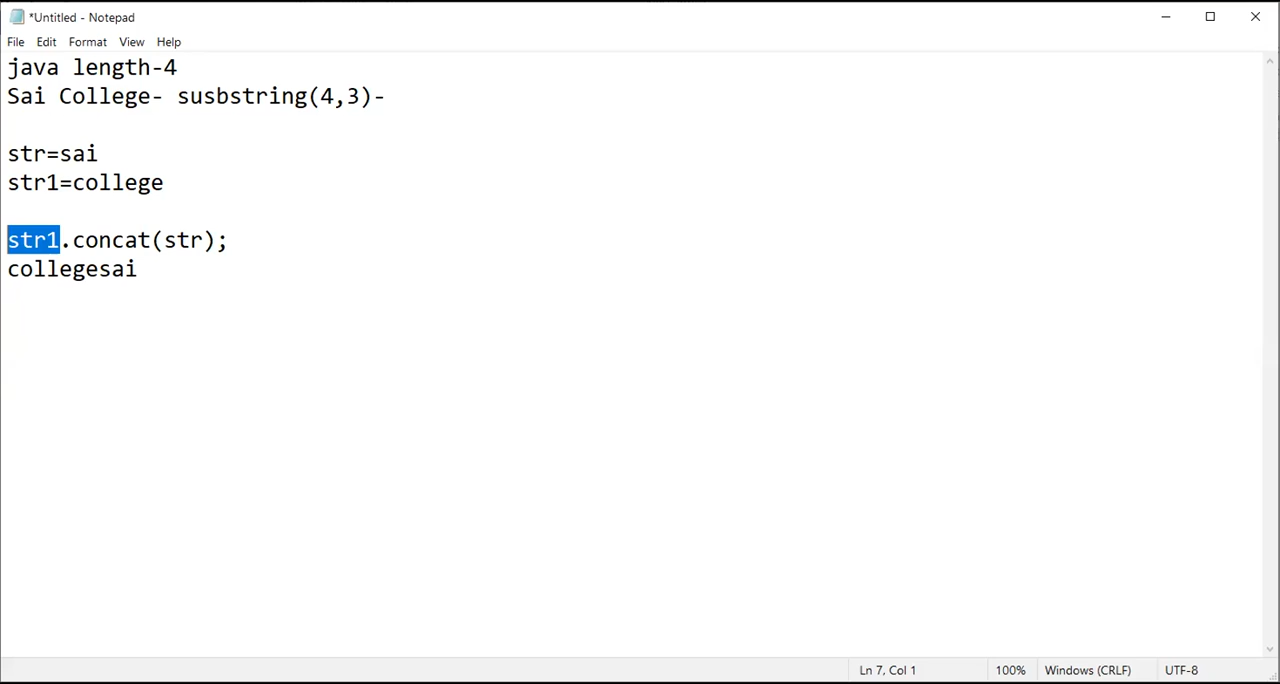 *Untitled - Notepad
File Edit Format View Help
java length-4
Sai College- susbstring(4,3)-
str=sai
str1=college
str1.concat(str);
collegesai
Ln 7, Col 1 100% Windows (CRLF) UTF-8